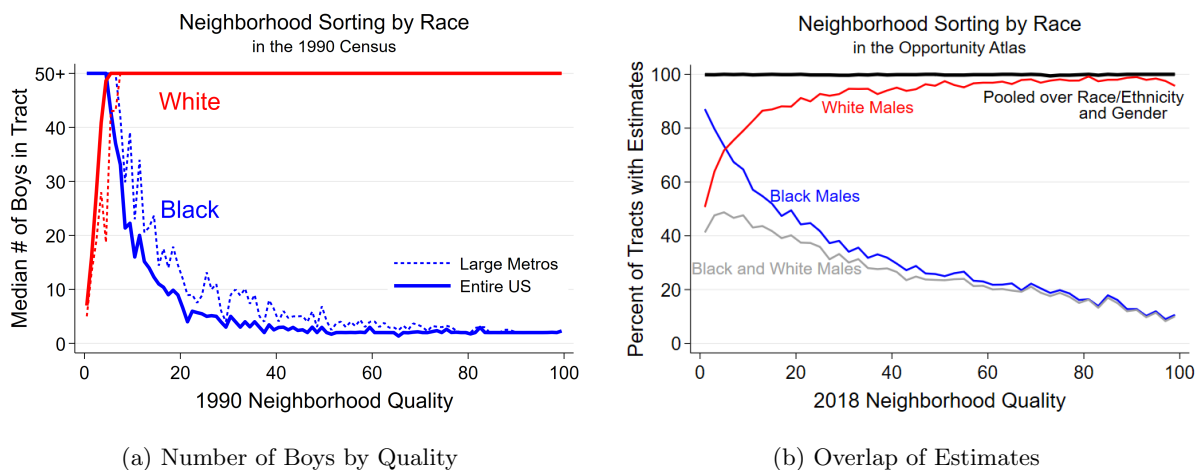 Neighborhood Sorting by Race
in the 1990 Census
Median # of Boys in Tract
50+
40
30
20
10
0
White
Black
Large Metros
Entire US
0 20 40 60 80 100
1990 Neighborhood Quality
(a) Number of Boys by Quality
Neighborhood Sorting by Race
in the Opportunity Atlas
Percent of Tracts with Estimates
100
80
60
40
20
0
Pooled over Race/Ethnicity
and Gender
White Males
Black Males
Black and White Males
0 20 40 60 80 100
2018 Neighborhood Quality
(b) Overlap of Estimates